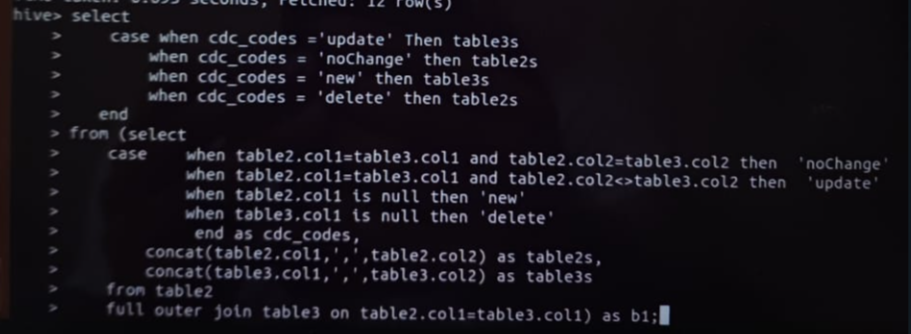 seconds, Fetched: 12 row(s)
hive> select
> case when cdc_codes ='update' Then table3s
> when cdc_codes = 'noChange' then table2s
> when cdc_codes = 'new' then table3s
> when cdc_codes = 'delete' then table2s
> end
> from (select
> case when table2.col1=table3.col1 and table2.col2=table3.col2 then 'noChange'
> when table2.col1=table3.col1 and table2.col2<>table3.col2 then 'update'
> when table2.col1 is null then 'new'
> when table3.col1 is null then 'delete'
> end as cdc_codes,
> concat(table2.col1,',',table2.col2) as table2s,
> concat(table3.col1,',',table3.col2) as table3s
> from table2
> full outer join table3 on table2.col1=table3.col1) as b1;